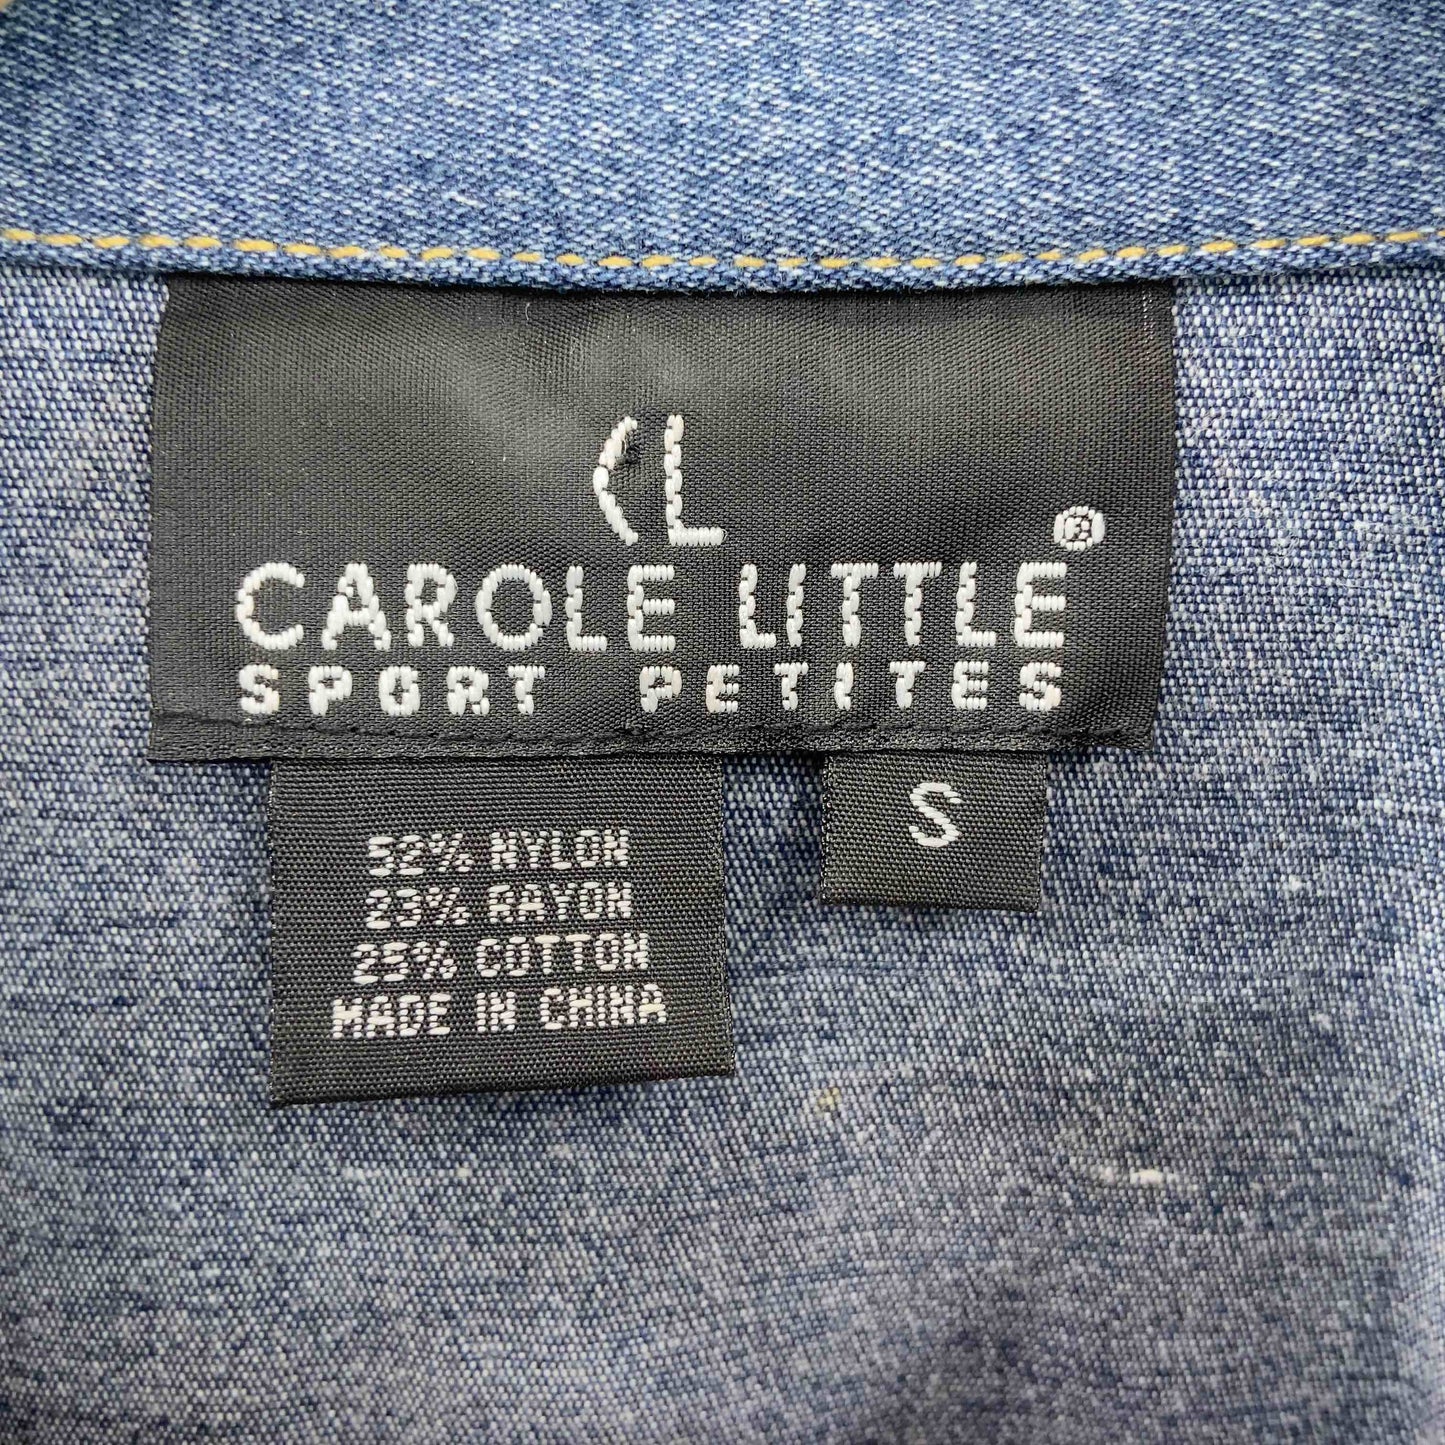 CL
CAROLE LITTLE®
SPORT PETITES
S
52% NYLON
23% RAYON
25% COTTON
MADE IN CHINA